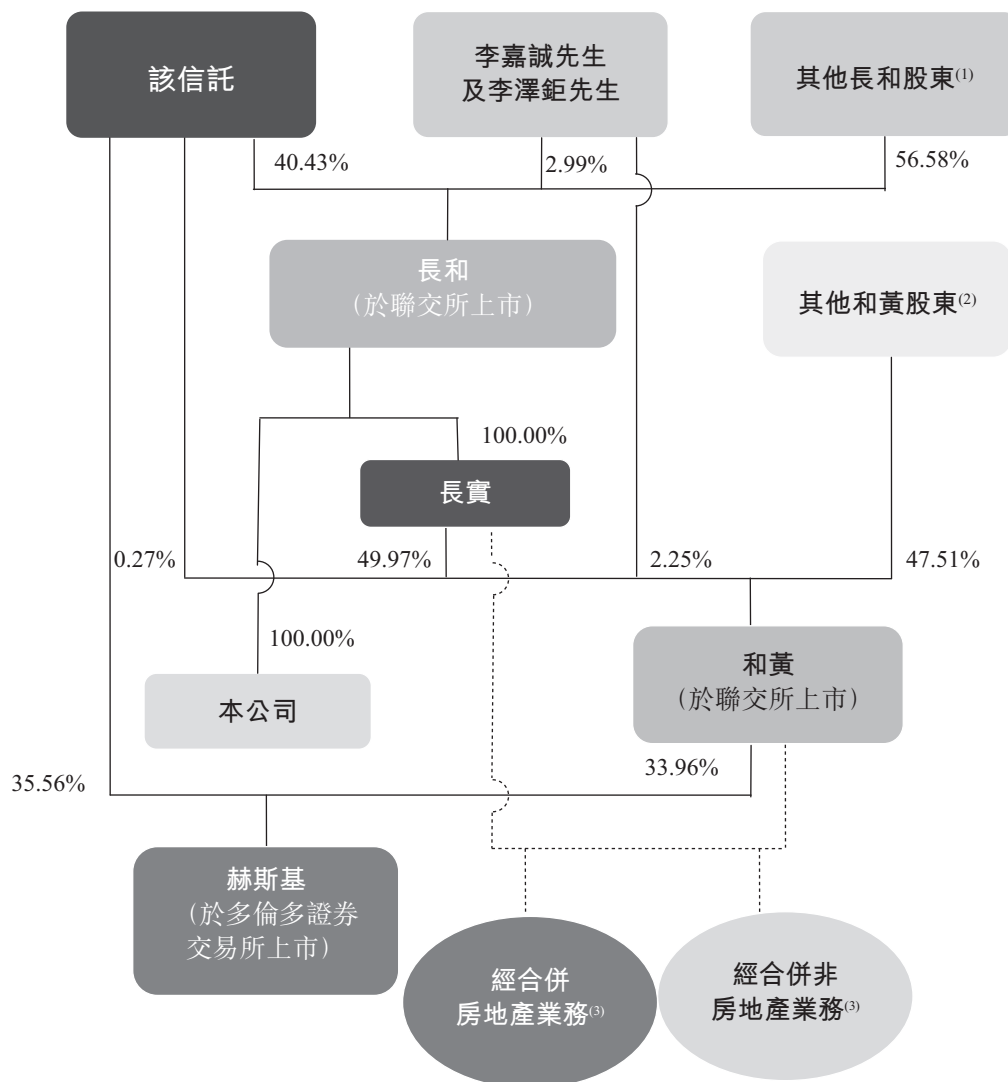 該信託
李嘉誠先生
及李澤鉅先生
其他長和股東(1)
40.43%
2.99%
56.58%
長和
(於聯交所上市)
其他和黃股東(2)
100.00%
長實
0.27%
49.97%
2.25%
47.51%
100.00%
本公司
和黃
(於聯交所上市)
35.56%
33.96%
赫斯基
(於多倫多證券
交易所上市)
經合併
房地產業務(3)
經合併非
房地產業務(3)